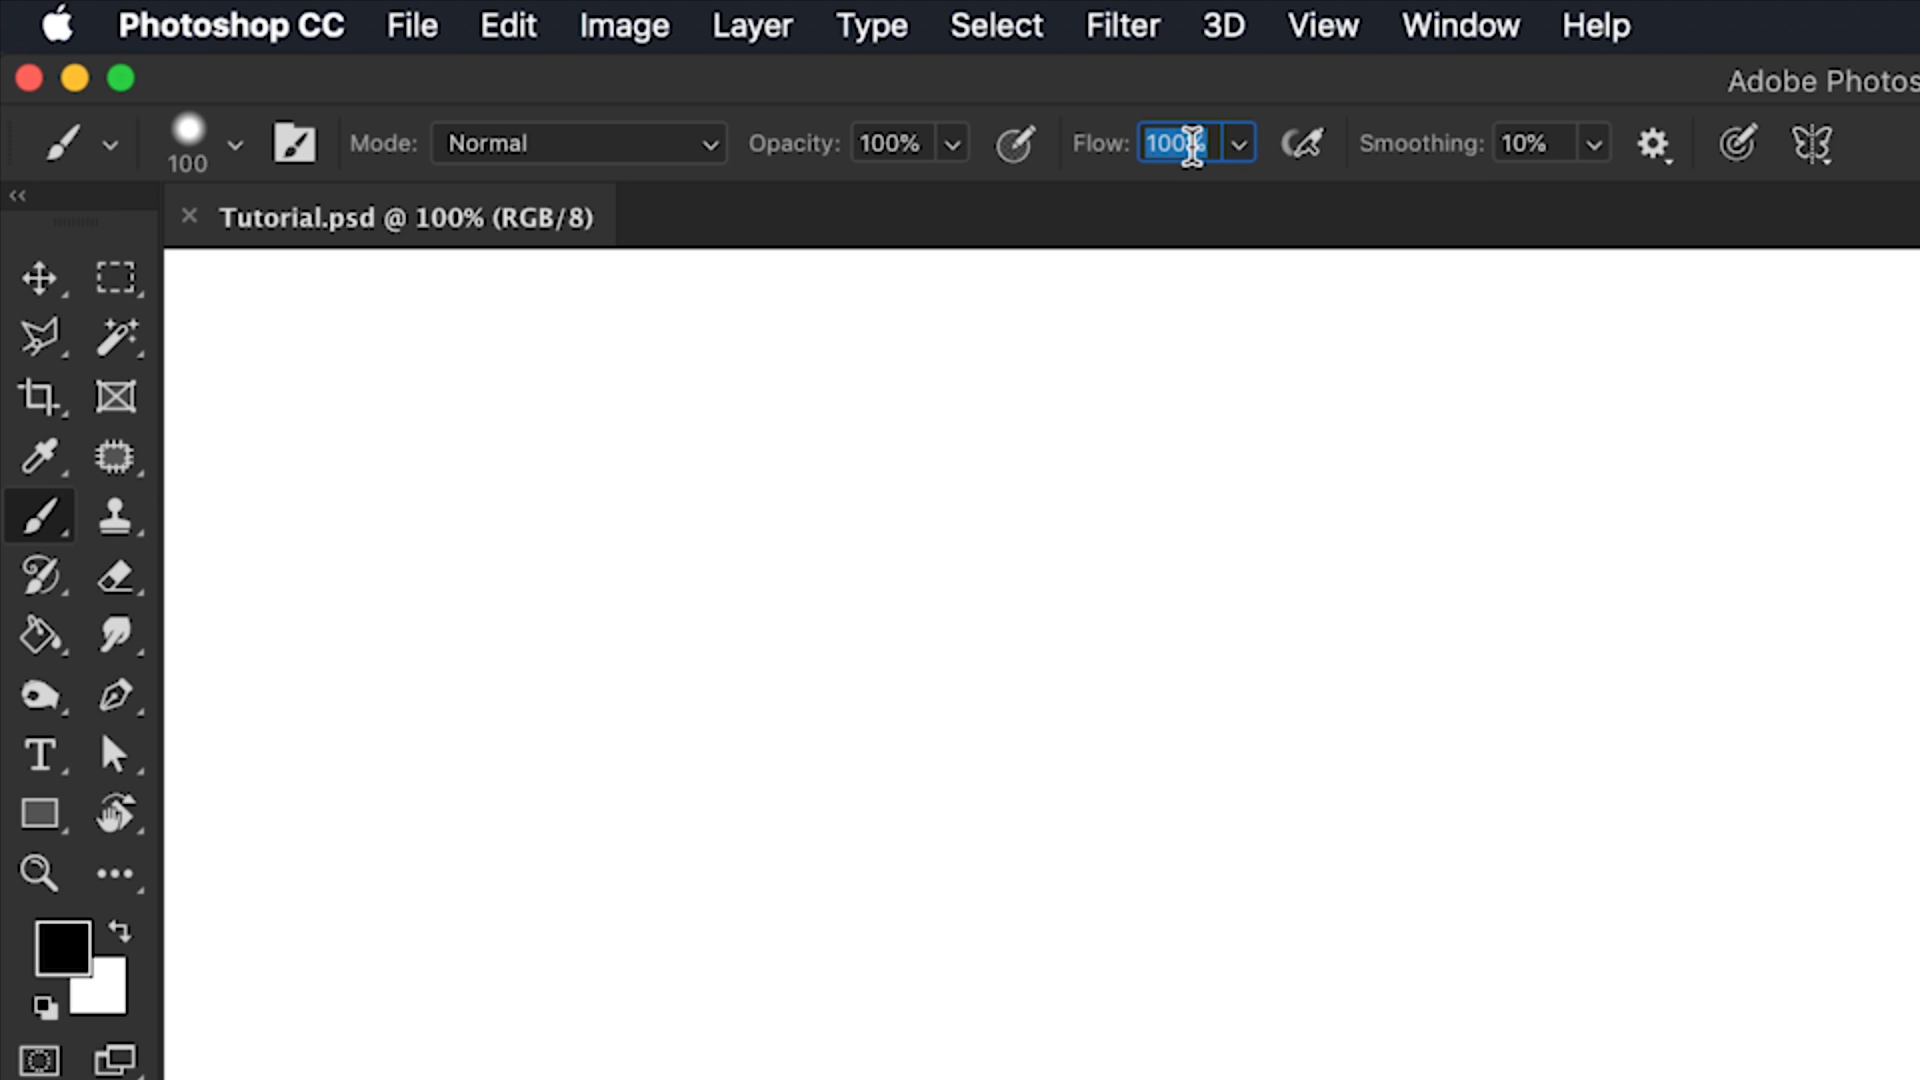 Photoshop CC File Edit Image Layer Type Select Filter 3D View Window Help
Adobe Photos
100 Mode: Normal Opacity: 100% Flow: 100% Smoothing: 10%
Tutorial.psd @ 100% (RGB/8)